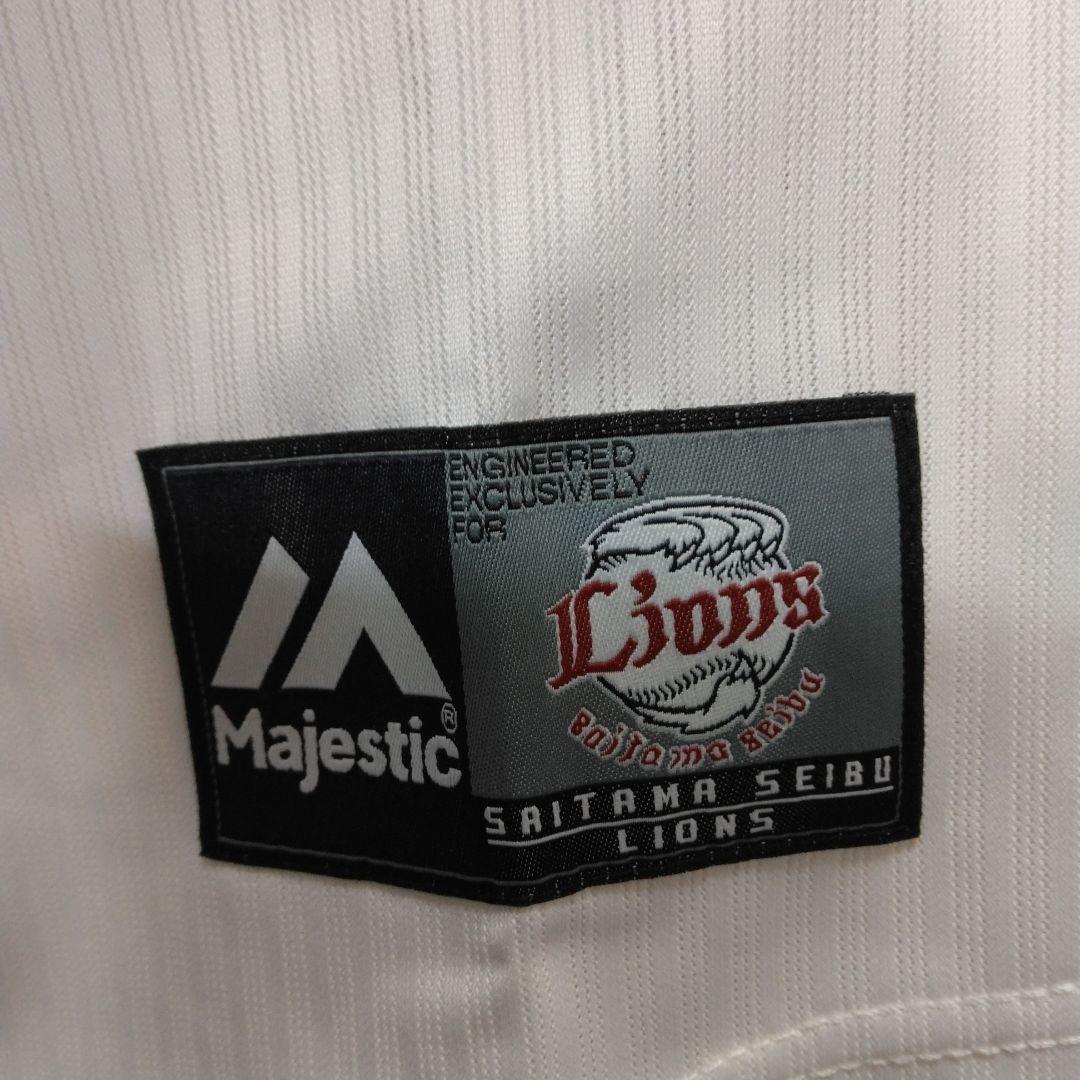 Majestic®
ENGINEERED
EXCLUSIVELY
FOR
Lions
Saitama Seibu
SAITAMA SEIBU
LIONS